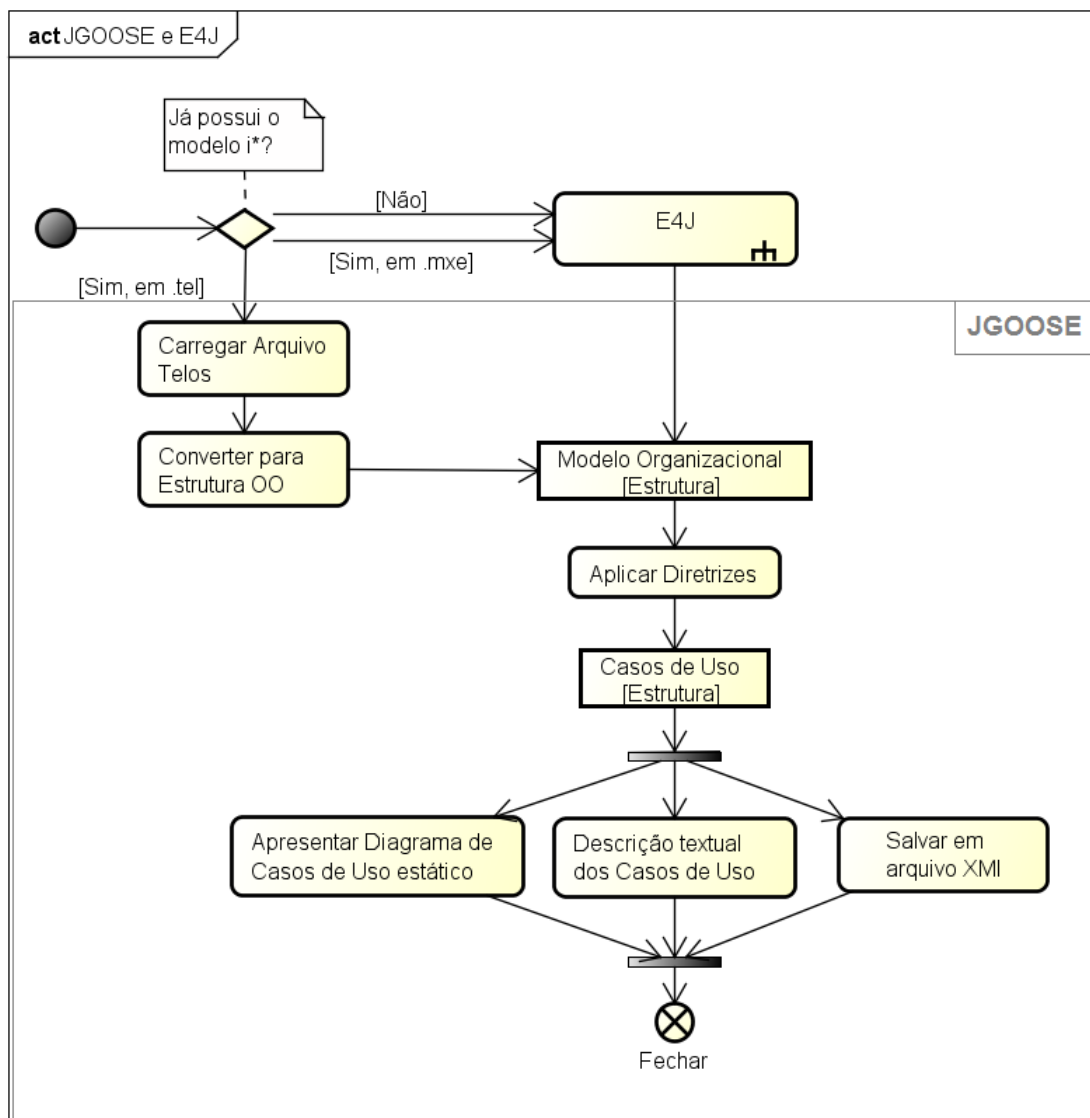 act JGOOSE e E4J
Já possui o
modelo i*?
[Não]
E4J
[Sim, em .mxe]
[Sim, em .tel]
JGOOSE
Carregar Arquivo
Telos
Converter para
Estrutura OO
Modelo Organizacional
[Estrutura]
Aplicar Diretrizes
Casos de Uso
[Estrutura]
Apresentar Diagrama de
Casos de Uso estático
Descrição textual
dos Casos de Uso
Salvar em
arquivo XMI
Fechar